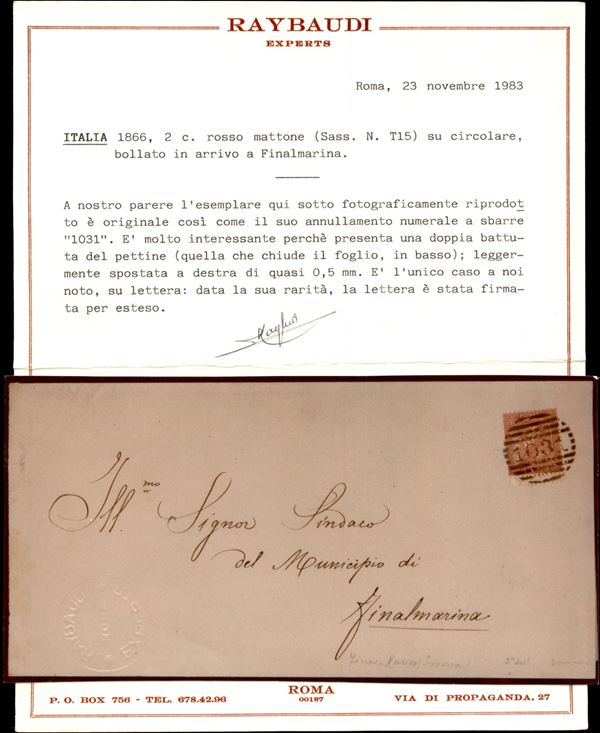 RAYBAUDI
EXPERTS
Roma, 23 novembre 1983
ITALIA 1866, 2 c. rosso mattone (Sass. N. T15) su circolare,
bollato in arrivo a Finalmarina.
A nostro parere l'esemplare qui sotto fotograficamente riprodot
to è originale così come il suo annullamento numerale a sbarre
"1031". E' molto interessante perchè presenta una doppia battu-
ta del pettine (quella che chiude il foglio, in basso); legger-
mente spostata a destra di quasi 0,5 mm. E' l'unico caso a noi
noto, su lettera: data la sua rarità, la lettera è stata firma-
ta per esteso.
103
Ill.mo Signor Sindaco
del Municipio di
Finalmarina
RAYBAUDI
ROMA
P. O. BOX 756 - TEL. 678.42.96
ROMA
00187
VIA DI PROPAGANDA, 27